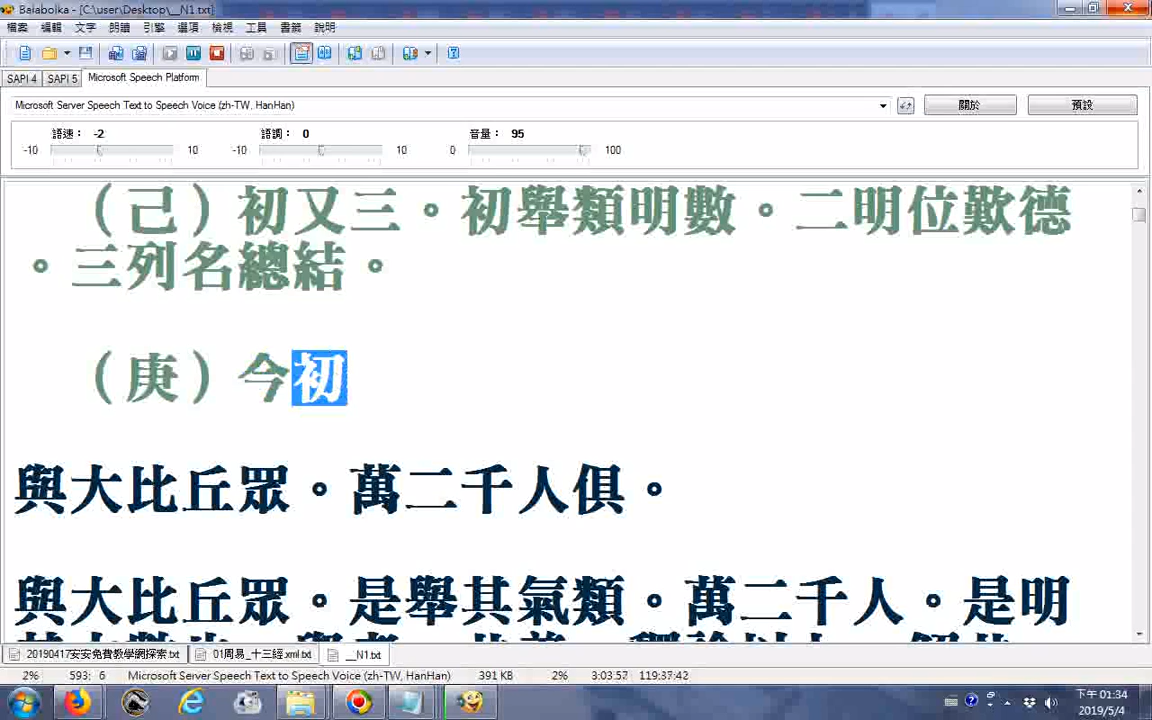 Balabolka - [C:\user\Desktop\__N1.txt]
檔案 編輯 文字 朗讀 引擎 選項 檢視 工具 書籤 說明
SAPI 4 SAPI 5 Microsoft Speech Platform
Microsoft Server Speech Text to Speech Voice (zh-TW, HanHan) 關於 預設
語速： -2 語調： 0 音量： 95
-10 10 -10 10 0 100
（己）初又三。初舉類明數。二明位歎德
。三列名總結。
（庚）今初
與大比丘眾。萬二千人俱。
與大比丘眾。是舉其氣類。萬二千人。是明
20190417安安免費教學網探索.txt 01周易_十三經.xml.txt __N1.txt
2% 593: 6 Microsoft Server Speech Text to Speech Voice (zh-TW, HanHan) 391 KB 2% 3:03:57 119:37:42
下午 01:34
2019/5/4